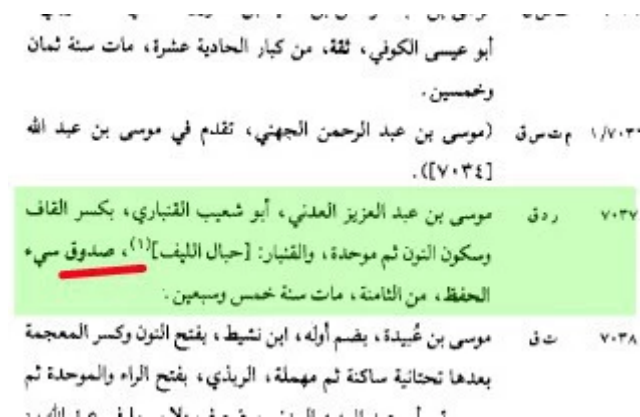 أبو عيسى الكوفي، ثقة، من كبار الحادية عشرة، مات سنة ثمان
وخمسين.
١/٧٠٣٦ م ت س ق (موسى بن عبد الرحمن الجهني، تقدم في موسى بن عبد الله
[٧٠٣٤]).
٧٠٣٧ ر د ق موسى بن عبد العزيز العدني، أبو شعيب القنباري، بكسر القاف
وسكون النون ثم موحدة، والقنبار: [حبال الليف](١)، صدوق سيء
الحفظ، من الثامنة، مات سنة خمس وسبعين.
٧٠٣٨ ت ق موسى بن عُبيدة، بضم أوله، ابن نشيط، بفتح النون وكسر المعجمة
بعدها تحتانية ساكنة ثم مهملة، الربذي، بفتح الراء والموحدة ثم